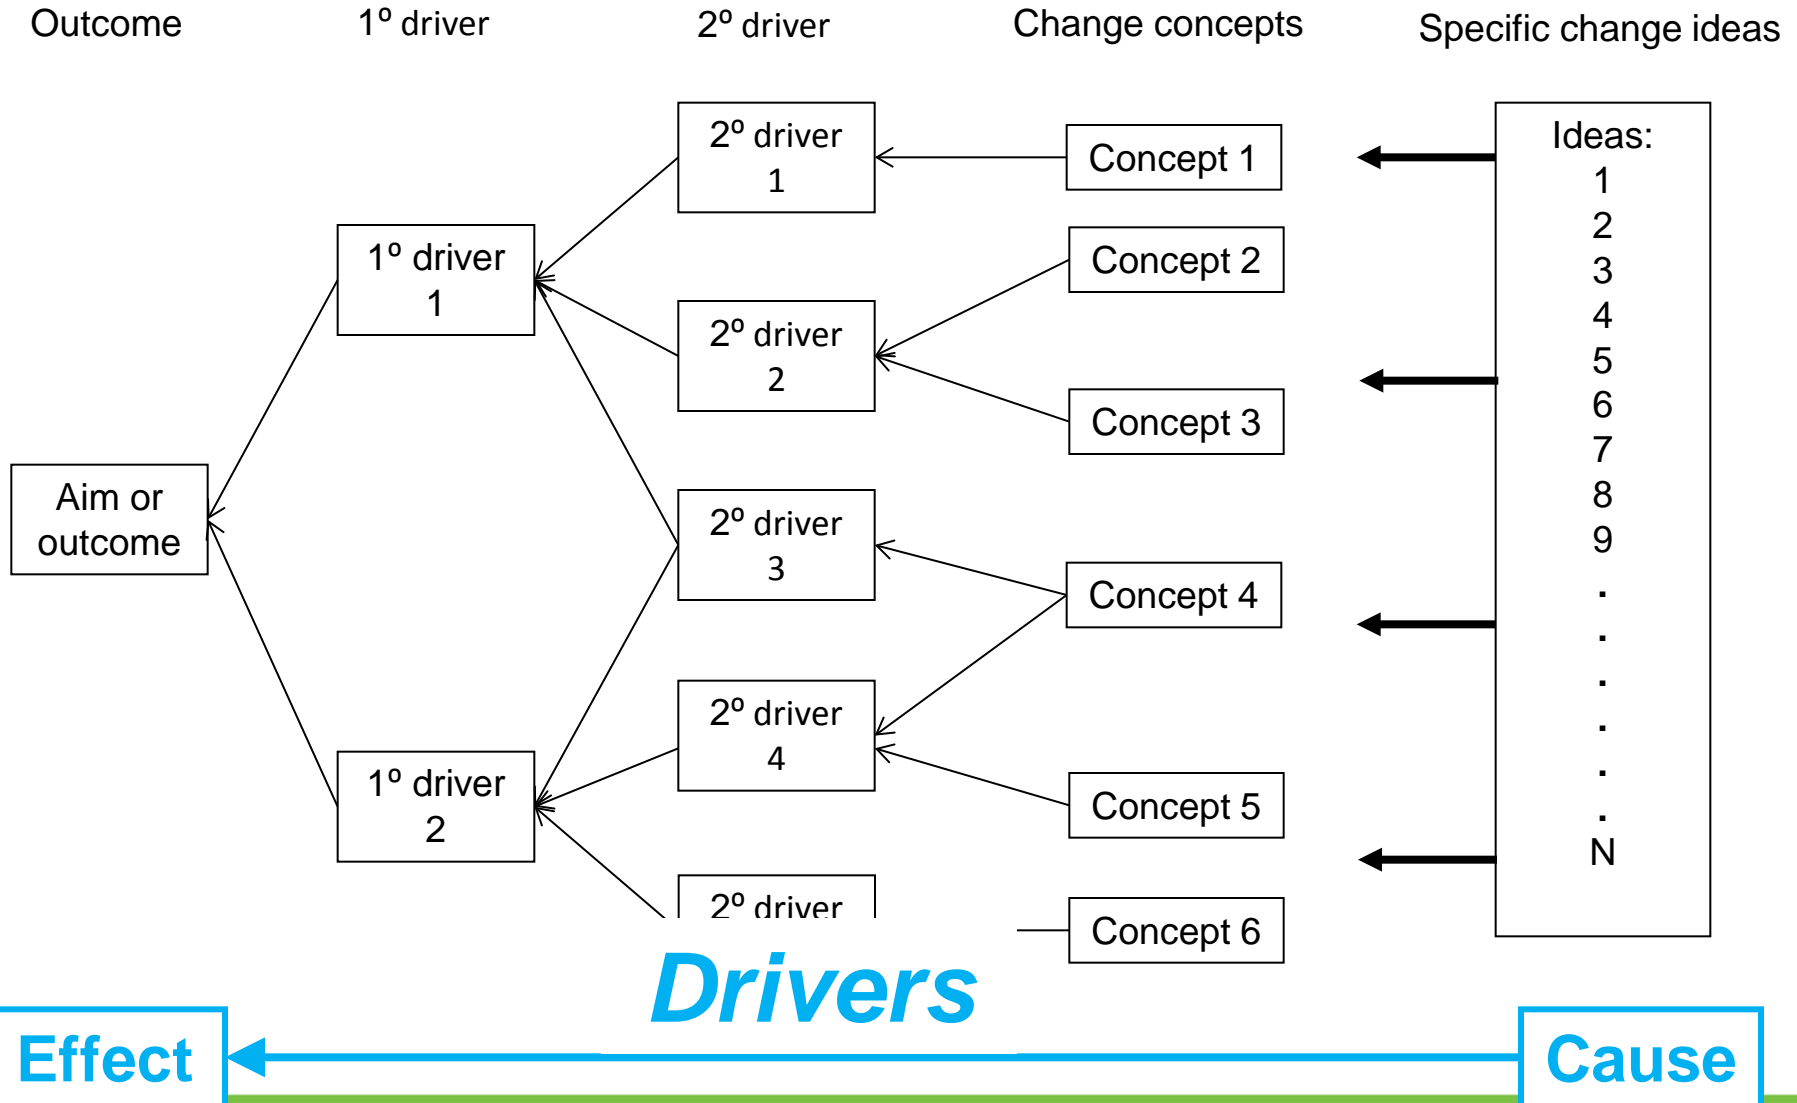 Outcome
1º driver
2º driver
Change concepts
Specific change ideas
Aim or
outcome
1º driver
1
1º driver
2
2º driver
1
2º driver
2
2º driver
3
2º driver
4
2º driver
Concept 1
Concept 2
Concept 3
Concept 4
Concept 5
Concept 6
Ideas:
1
2
3
4
5
6
7
8
9
.
.
.
.
.
.
N
Drivers
Effect
Cause